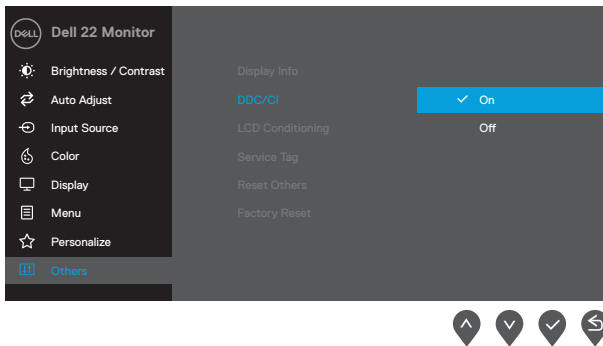 DELL
Dell 22 Monitor
Brightness / Contrast
Auto Adjust
Input Source
Color
Display
Menu
Personalize
Others
Display Info
DDC/CI
LCD Conditioning
Service Tag
Reset Others
Factory Reset
On
Off